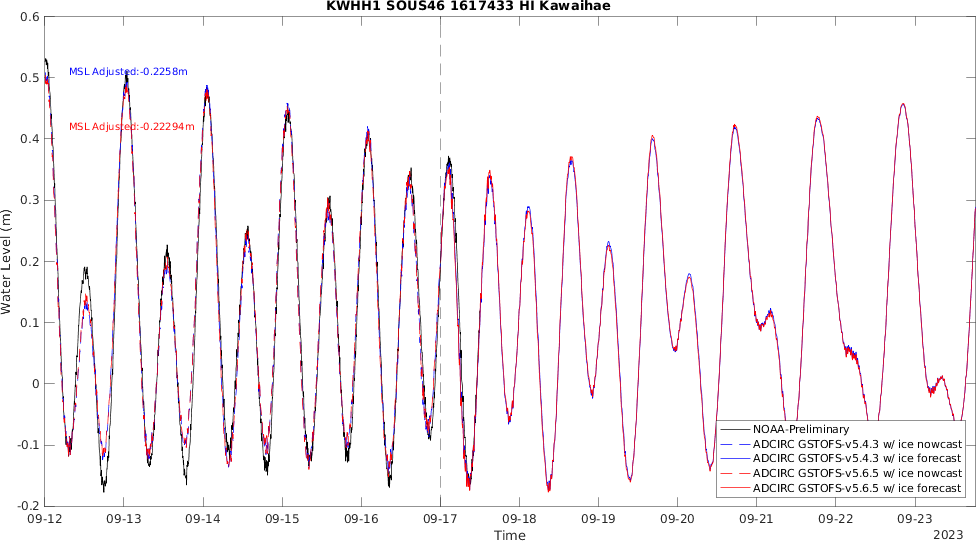 KWHH1 SOUS46 1617433 HI Kawaihae
0.6
0.5
0.4
0.3
0.2
0.1
0
-0.1
-0.2
Water Level (m)
MSL Adjusted:-0.2258m
MSL Adjusted:-0.22294m
NOAA-Preliminary
ADCIRC GSTOFS-v5.4.3 w/ ice nowcast
ADCIRC GSTOFS-v5.4.3 w/ ice forecast
ADCIRC GSTOFS-v5.6.5 w/ ice nowcast
ADCIRC GSTOFS-v5.6.5 w/ ice forecast
09-12 09-13 09-14 09-15 09-16 09-17 09-18 09-19 09-20 09-21 09-22 09-23
Time
2023